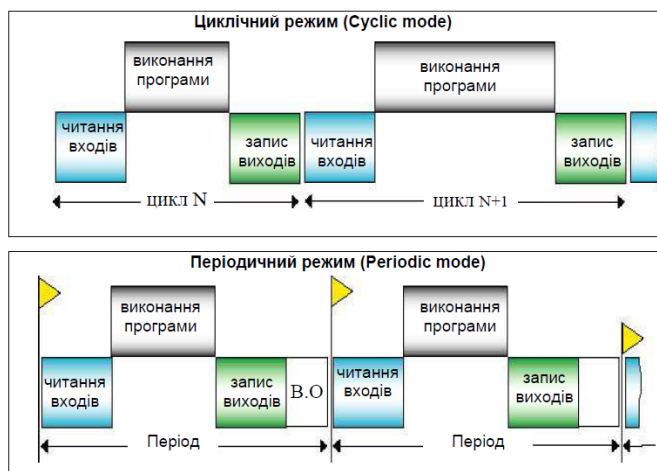 Циклічний режим (Cyclic mode)
виконання
програми
виконання
програми
читання
входів
запис
виходів
читання
входів
запис
виходів
цикл N
цикл N+1
Періодичний режим (Periodic mode)
виконання
програми
виконання
програми
читання
входів
запис
виходів
В.О
читання
входів
запис
виходів
Період
Період